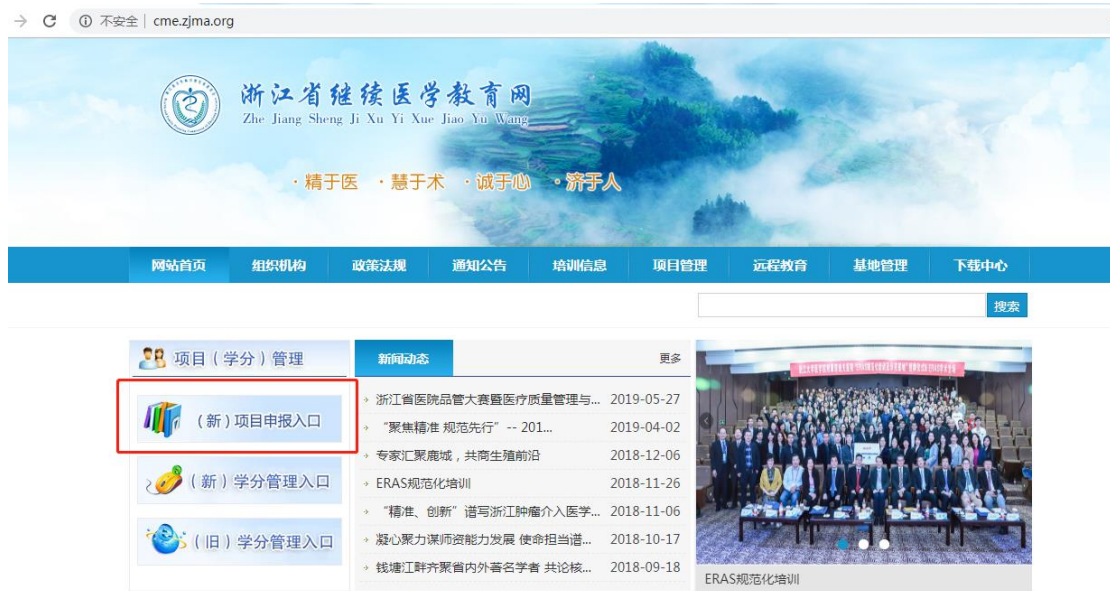 不安全 | cme.zjma.org
浙江省继续医学教育网
Zhe Jiang Sheng Ji Xu Yi Xue Jiao Yu Wang
·精于医 ·慧于术 ·诚于心 ·济于人
网站首页 组织机构 政策法规 通知公告 培训信息 项目管理 远程教育 基地管理 下载中心
搜索
项目（学分）管理
（新）项目申报入口
（新）学分管理入口
（旧）学分管理入口
新闻动态 更多
浙江省医院品管大赛暨医疗质量管理与... 2019-05-27
“聚焦精准 规范先行” -- 201... 2019-04-02
专家汇聚鹿城，共商生殖前沿 2018-12-06
ERAS规范化培训 2018-11-26
“精准、创新”谱写浙江肿瘤介入医学... 2018-11-06
凝心聚力谋师资能力发展 使命担当谱... 2018-10-17
钱塘江畔齐聚省内外著名学者 共论核... 2018-09-18
ERAS规范化培训